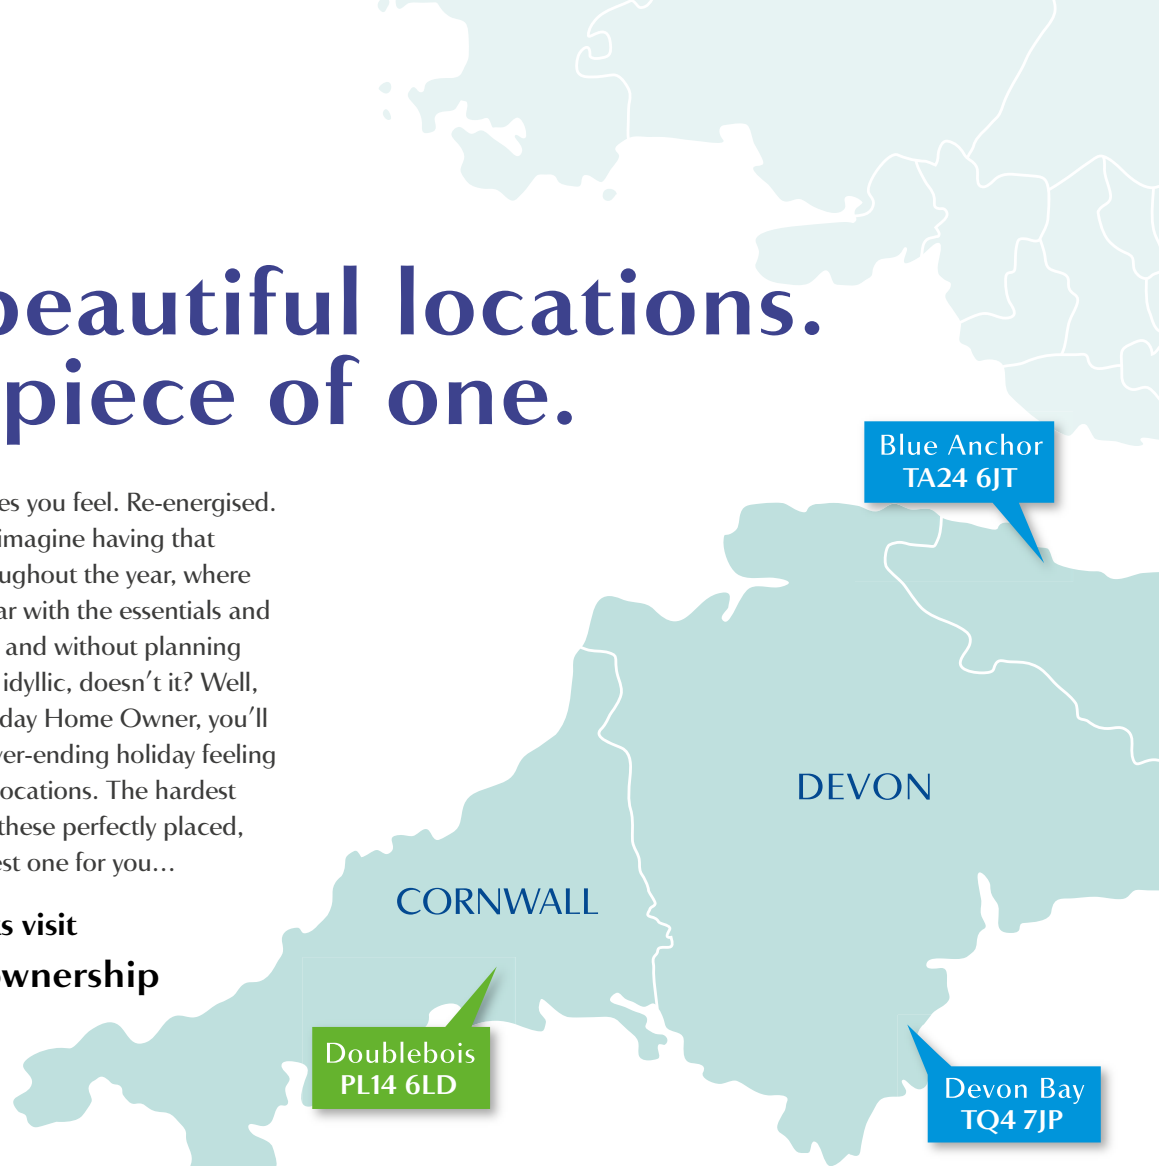 beautiful locations.
piece of one.
es you feel. Re-energised.
imagine having that
ughout the year, where
ar with the essentials and
and without planning
idyllic, doesn't it? Well,
day Home Owner, you'll
ver-ending holiday feeling
ocations. The hardest
these perfectly placed,
est one for you…
s visit
ownership
Blue Anchor
TA24 6JT
DEVON
CORNWALL
Doublebois
PL14 6LD
Devon Bay
TQ4 7JP